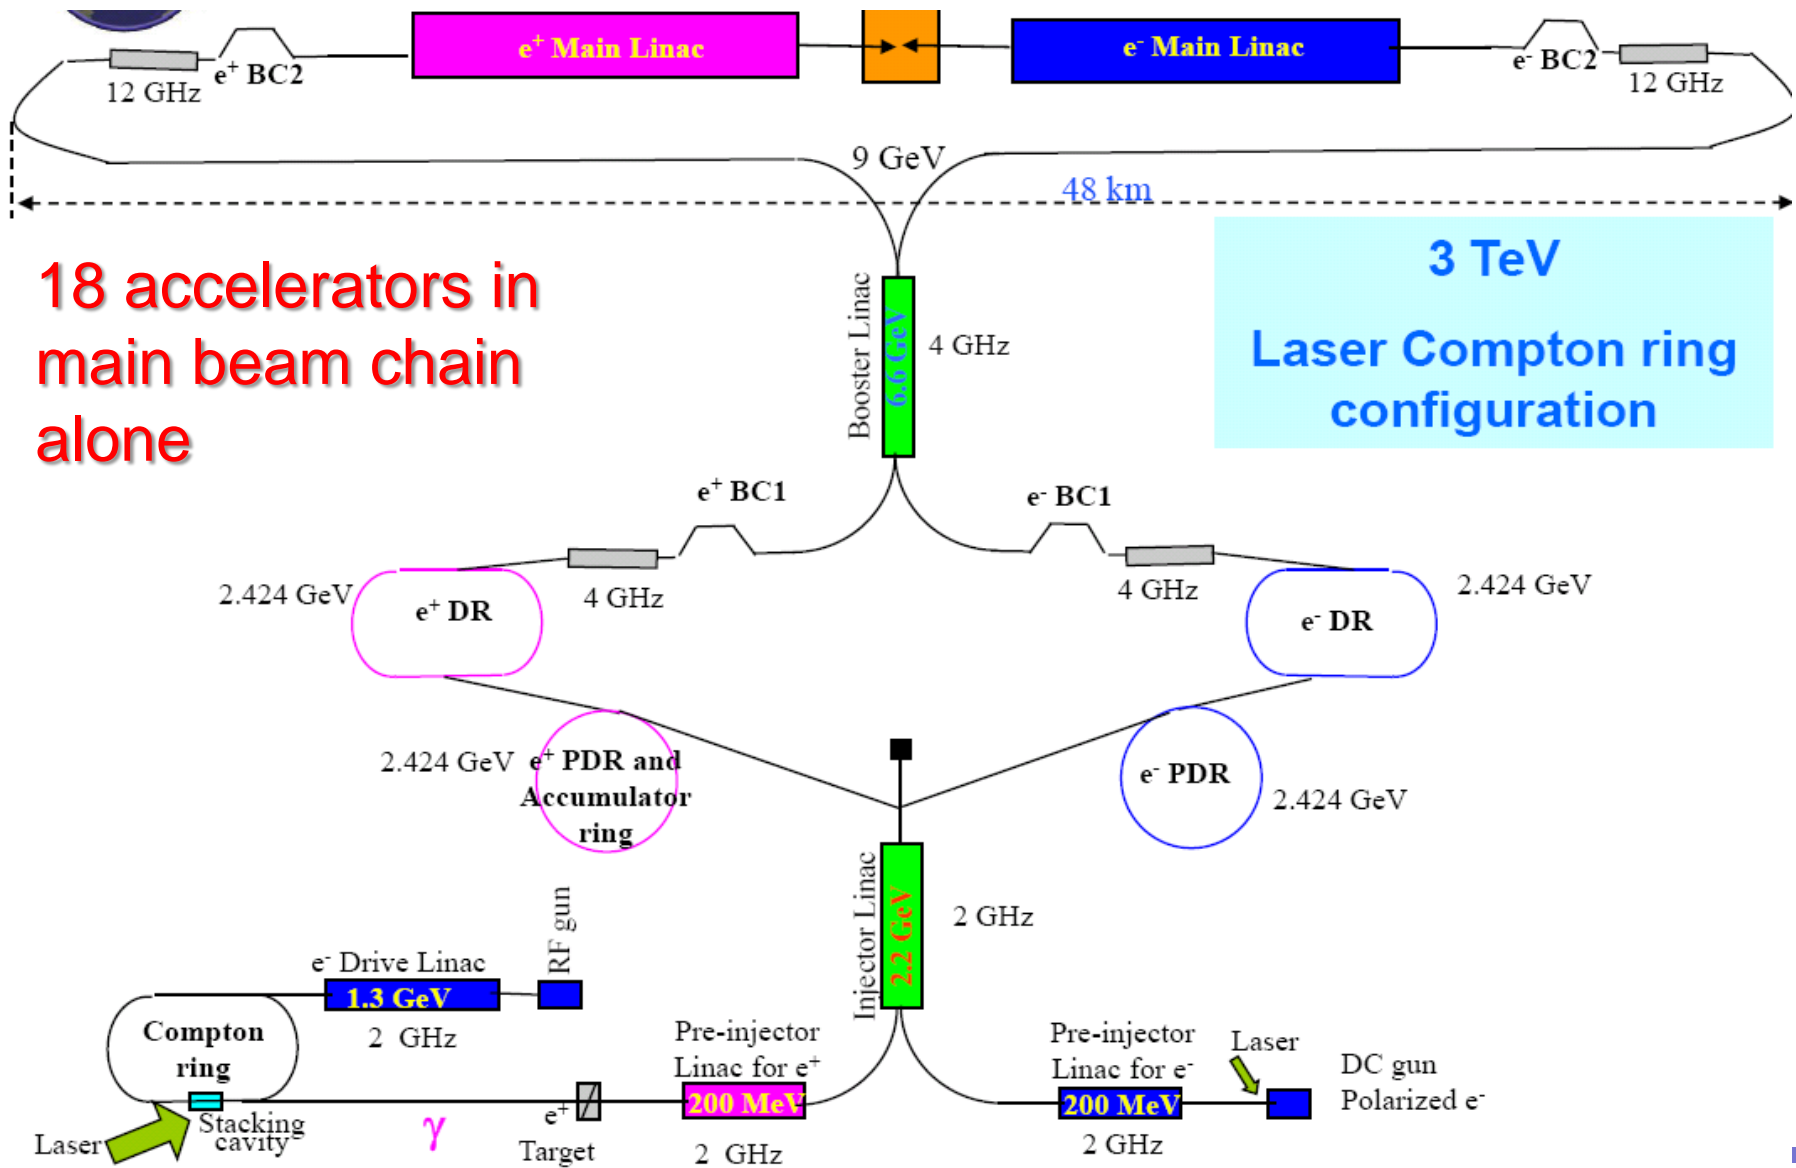 e⁺ Main Linac
e⁻ Main Linac
e⁺ BC2
e⁻ BC2
12 GHz
12 GHz
9 GeV
48 km
18 accelerators in
main beam chain
alone
3 TeV
Laser Compton ring
configuration
Booster Linac
6.6 GeV
4 GHz
e⁺ BC1
e⁻ BC1
2.424 GeV
e⁺ DR
4 GHz
4 GHz
e⁻ DR
2.424 GeV
2.424 GeV
e⁺ PDR and
Accumulator
ring
e⁻ PDR
2.424 GeV
Injector Linac
2.2 GeV
2 GHz
RF gun
e⁻ Drive Linac
1.3 GeV
2 GHz
Compton
ring
Pre-injector
Linac for e⁺
200 MeV
2 GHz
Pre-injector
Linac for e⁻
200 MeV
2 GHz
Laser
DC gun
Polarized e⁻
Laser
Stacking
cavity
γ
e⁺
Target